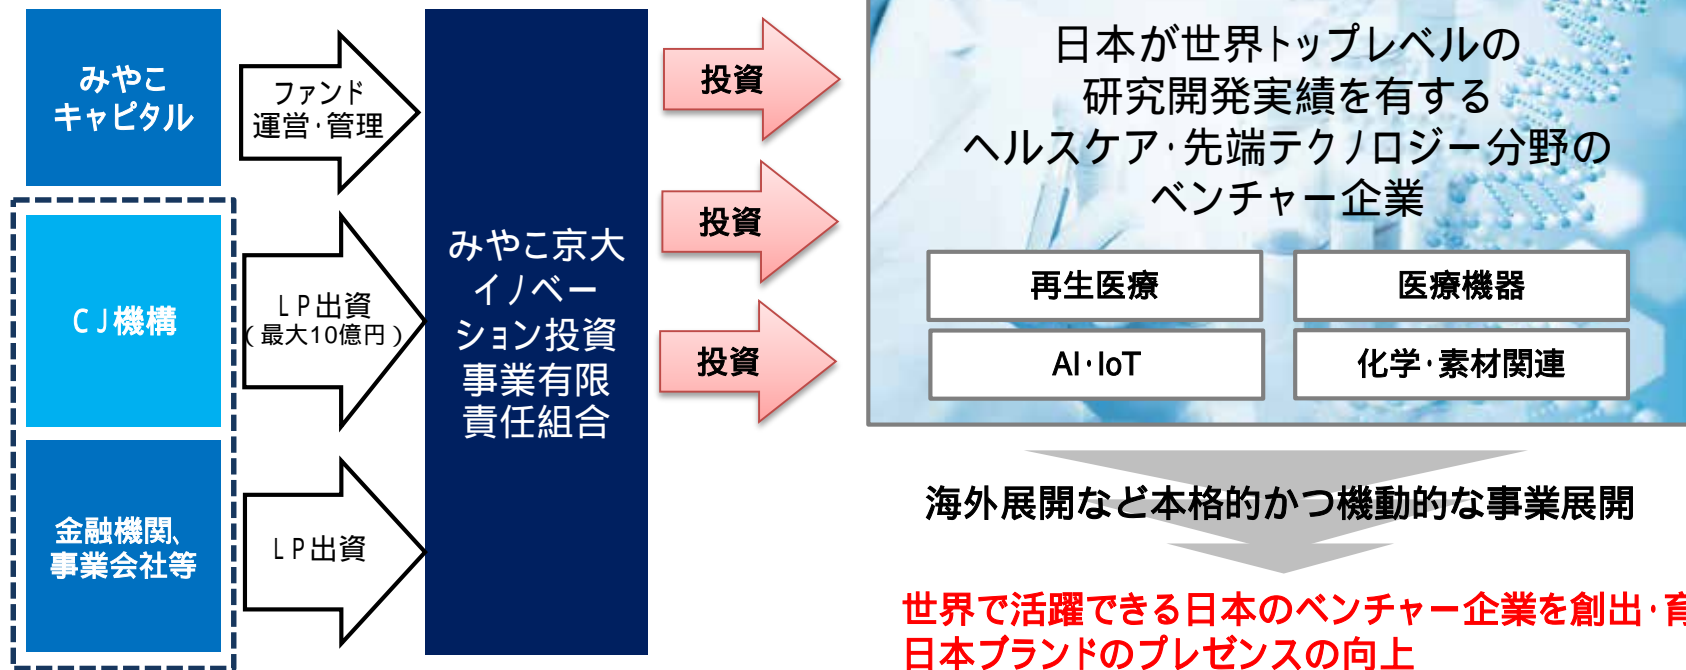 みやこ
キャピタル
ファンド
運営･管理
CJ機構
LP出資
(最大10億円)
金融機関、
事業会社等
LP出資
みやこ京大
イノベー
ション投資
事業有限
責任組合
投資
投資
投資
日本が世界トップレベルの
研究開発実績を有する
ヘルスケア･先端テクノロジー分野の
ベンチャー企業
再生医療
医療機器
AI･IoT
化学･素材関連
海外展開など本格的かつ機動的な事業展開
世界で活躍できる日本のベンチャー企業を創出･育
日本ブランドのプレゼンスの向上